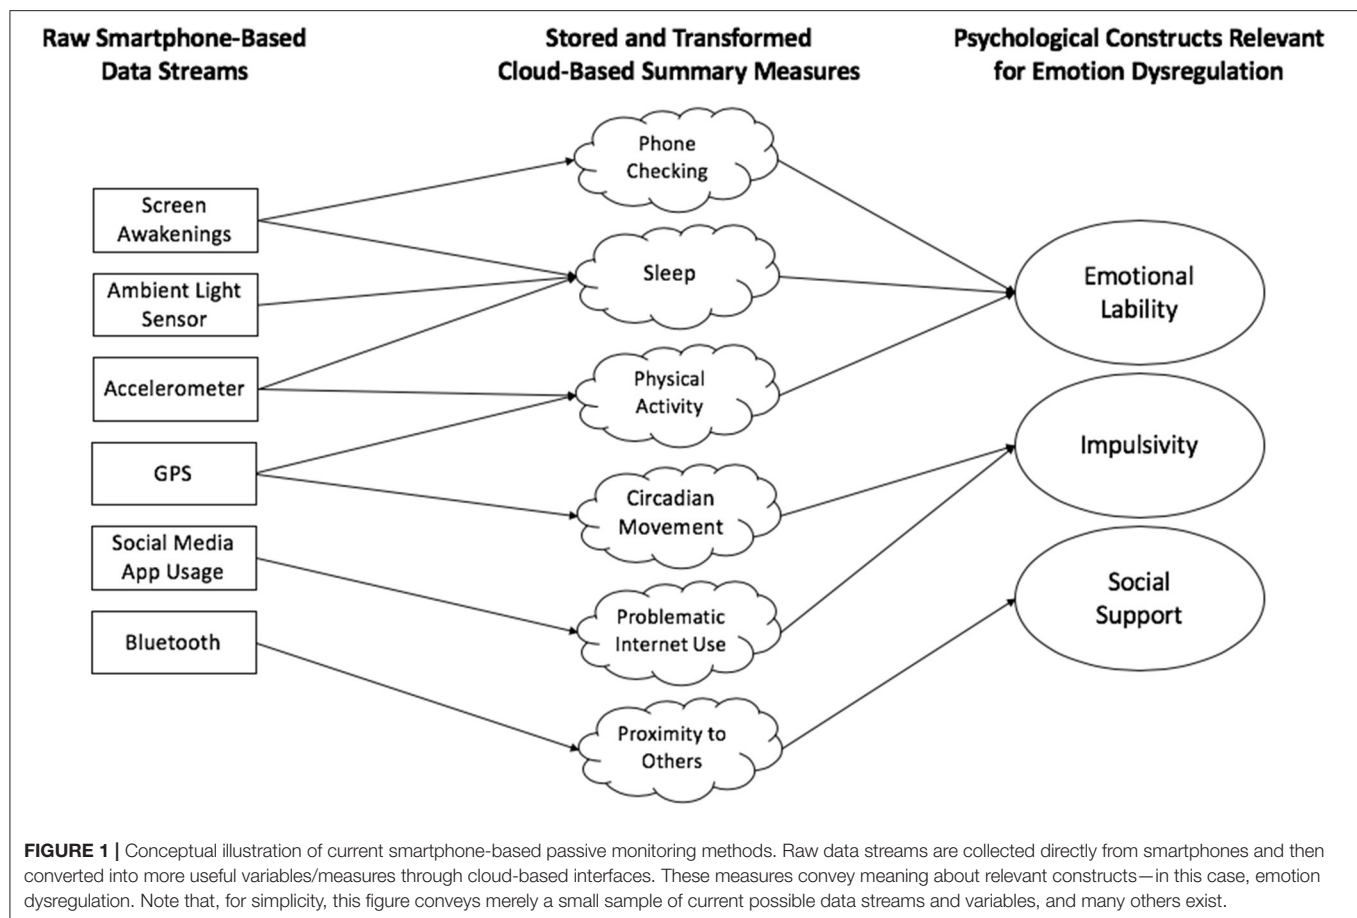 Raw Smartphone-Based
Data Streams
Stored and Transformed
Cloud-Based Summary Measures
Psychological Constructs Relevant
for Emotion Dysregulation
Screen
Awakenings
Ambient Light
Sensor
Accelerometer
GPS
Social Media
App Usage
Bluetooth
Phone
Checking
Sleep
Physical
Activity
Circadian
Movement
Problematic
Internet Use
Proximity to
Others
Emotional
Lability
Impulsivity
Social
Support
FIGURE 1 | Conceptual illustration of current smartphone-based passive monitoring methods. Raw data streams are collected directly from smartphones and then
converted into more useful variables/measures through cloud-based interfaces. These measures convey meaning about relevant constructs—in this case, emotion
dysregulation. Note that, for simplicity, this figure conveys merely a small sample of current possible data streams and variables, and many others exist.